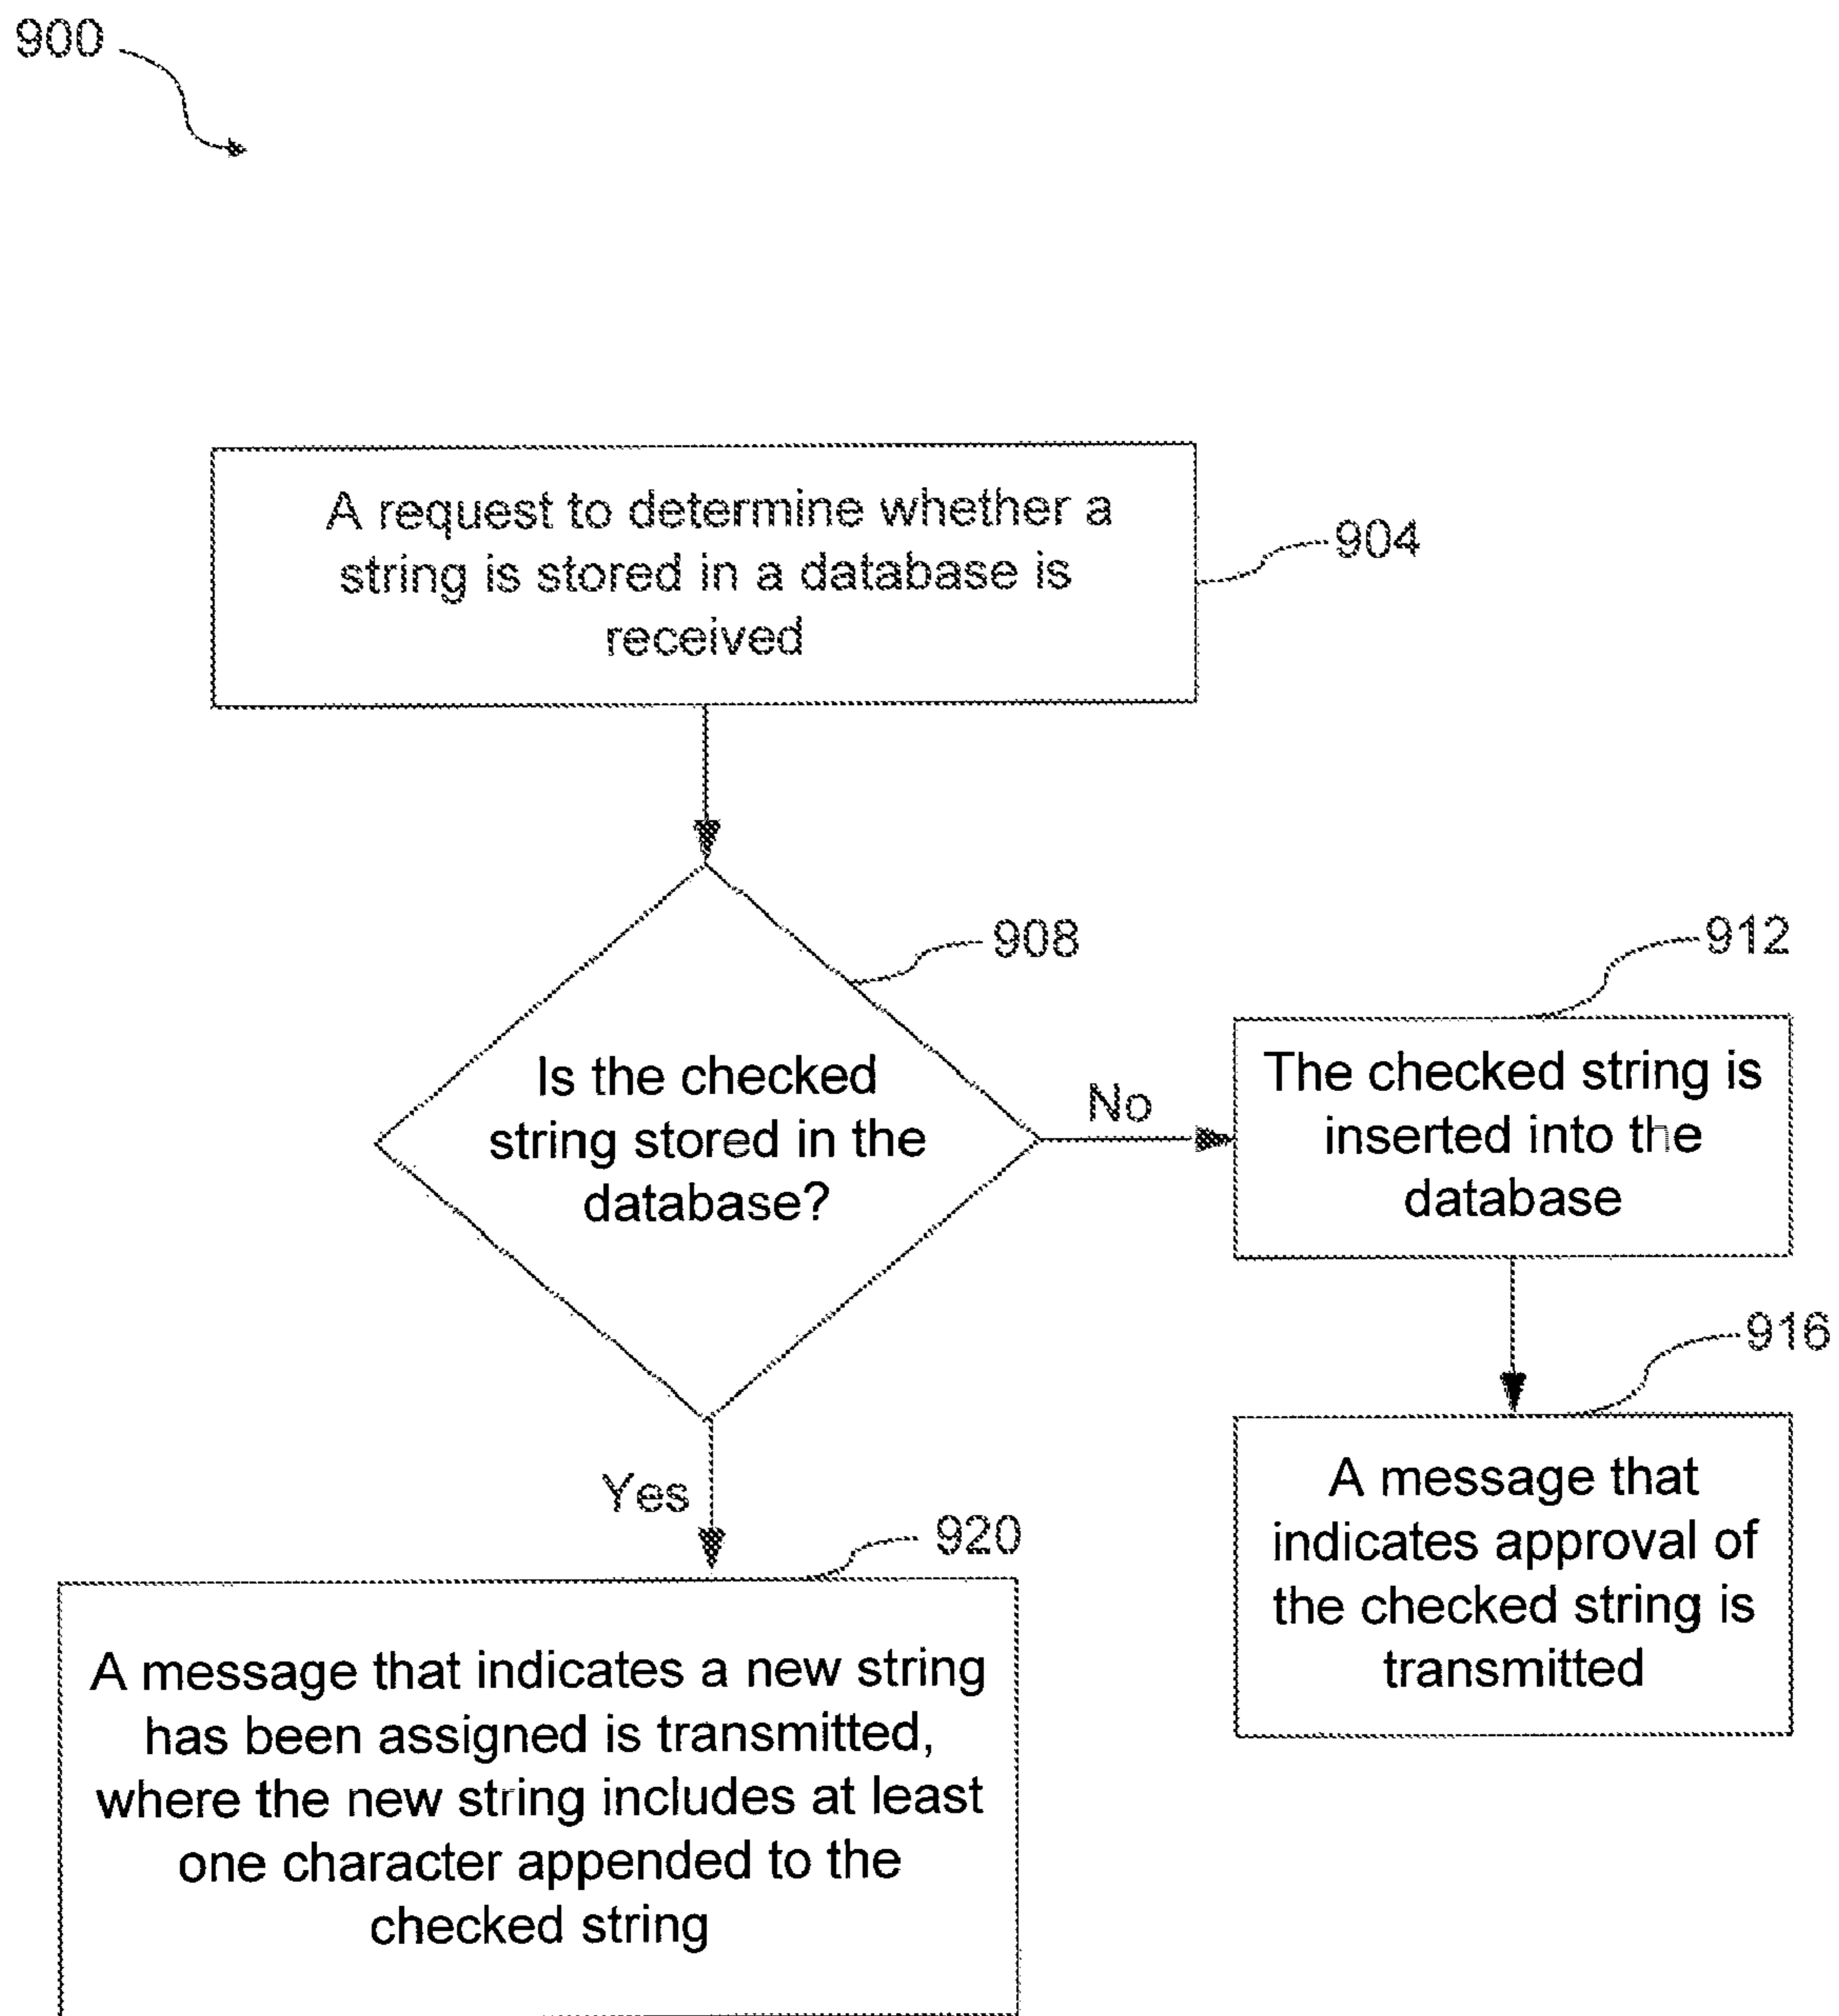 900
A request to determine whether a
string is stored in a database is
received
904
908
Is the checked
string stored in the
database?
No
912
The checked string is
inserted into the
database
916
A message that
indicates approval of
the checked string is
transmitted
Yes
920
A message that indicates a new string
has been assigned is transmitted,
where the new string includes at least
one character appended to the
checked string